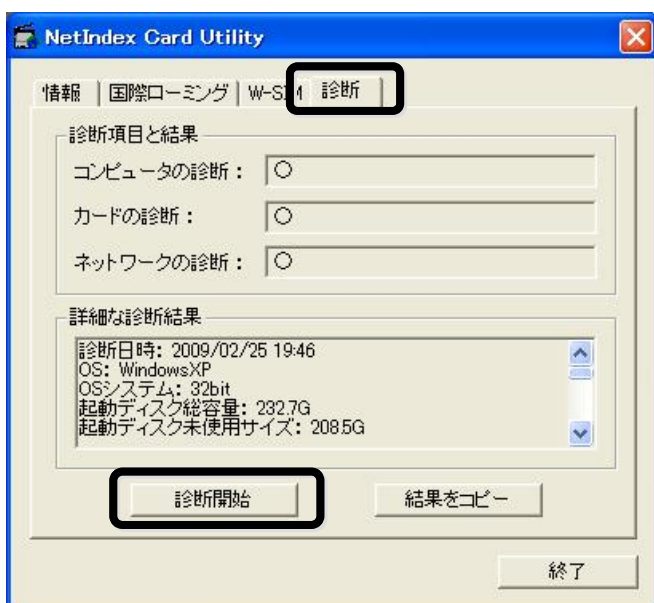 NetIndex Card Utility
情報 国際ローミング W-SIM 診断
診断項目と結果
コンピュータの診断： ○
カードの診断： ○
ネットワークの診断： ○
詳細な診断結果
診断日時： 2009/02/25 19:46
OS： WindowsXP
OSシステム： 32bit
起動ディスク総容量： 232.7G
起動ディスク未使用サイズ： 208.5G
診断開始 結果をコピー
終了